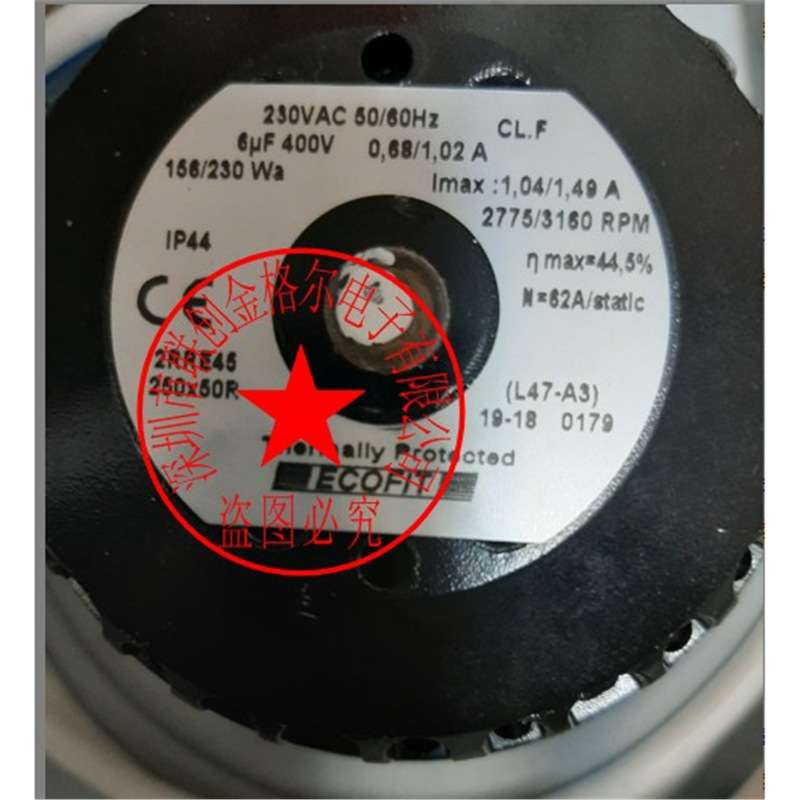 230VAC 50/60Hz CL.F
6µF 400V 0,68/1,02 A
156/230 Wa Imax :1,04/1,49 A
2775/3160 RPM
IP44
η max=44,5%
CE
N=62A/static
2RRE45
250x50R
(L47-A3)
19-18 0179
Thermally Protected
ECOFIT
深圳市联创金格尔电子有限公司
盗图必究